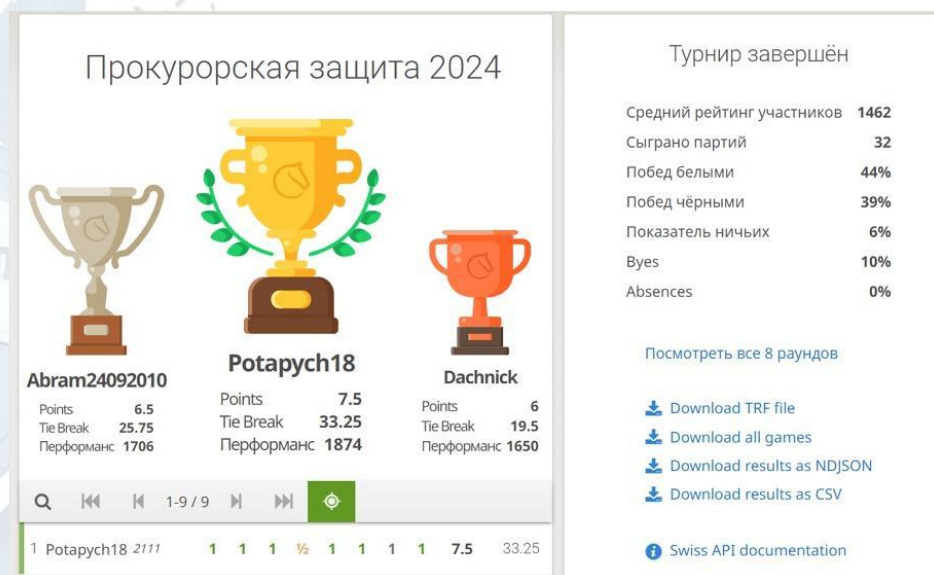 Прокурорская защита 2024
Abram24092010
Points 6.5
Tie Break 25.75
Перформанс 1706
Potapych18
Points 7.5
Tie Break 33.25
Перформанс 1874
Dachnick
Points 6
Tie Break 19.5
Перформанс 1650
1-9 / 9
1 Potapych18 2111 1 1 1 ½ 1 1 1 1 7.5 33.25
Турнир завершён
Средний рейтинг участников 1462
Сыграно партий 32
Побед белыми 44%
Побед чёрными 39%
Показатель ничьих 6%
Byes 10%
Absences 0%
Посмотреть все 8 раундов
Download TRF file
Download all games
Download results as NDJSON
Download results as CSV
Swiss API documentation